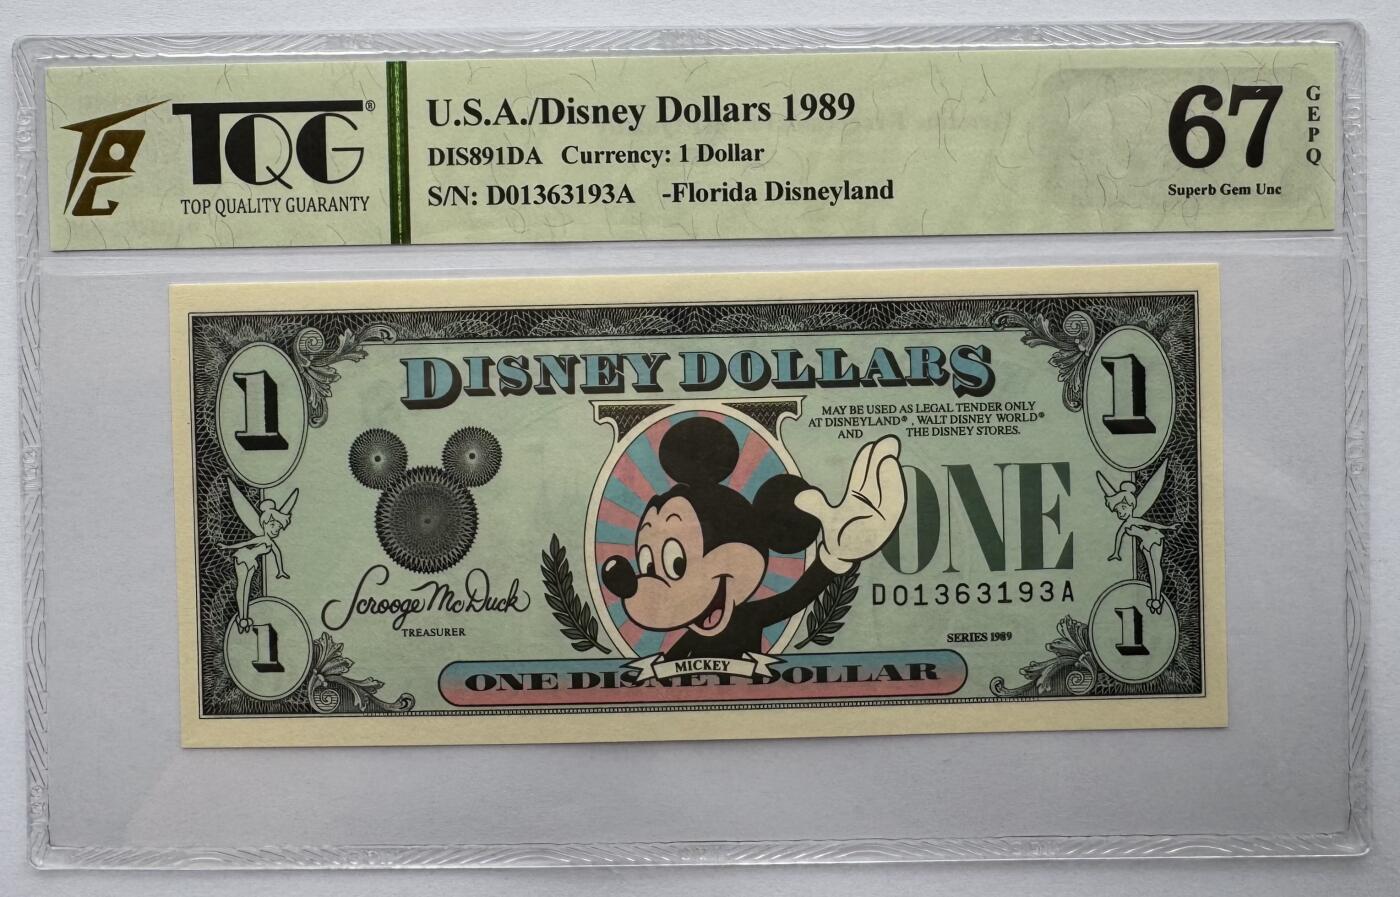 TQG
TQG®
TOP QUALITY GUARANTY
U.S.A./Disney Dollars 1989
DIS891DA Currency: 1 Dollar
S/N: D01363193A -Florida Disneyland
67
Superb Gem Unc
GEPQ
1
1
DISNEY DOLLARS
MAY BE USED AS LEGAL TENDER ONLY
AT DISNEYLAND®, WALT DISNEY WORLD®
AND THE DISNEY STORES.
ONE
D01363193A
Scrooge McDuck
TREASURER
SERIES 1989
1
1
MICKEY
ONE DISNEY DOLLAR